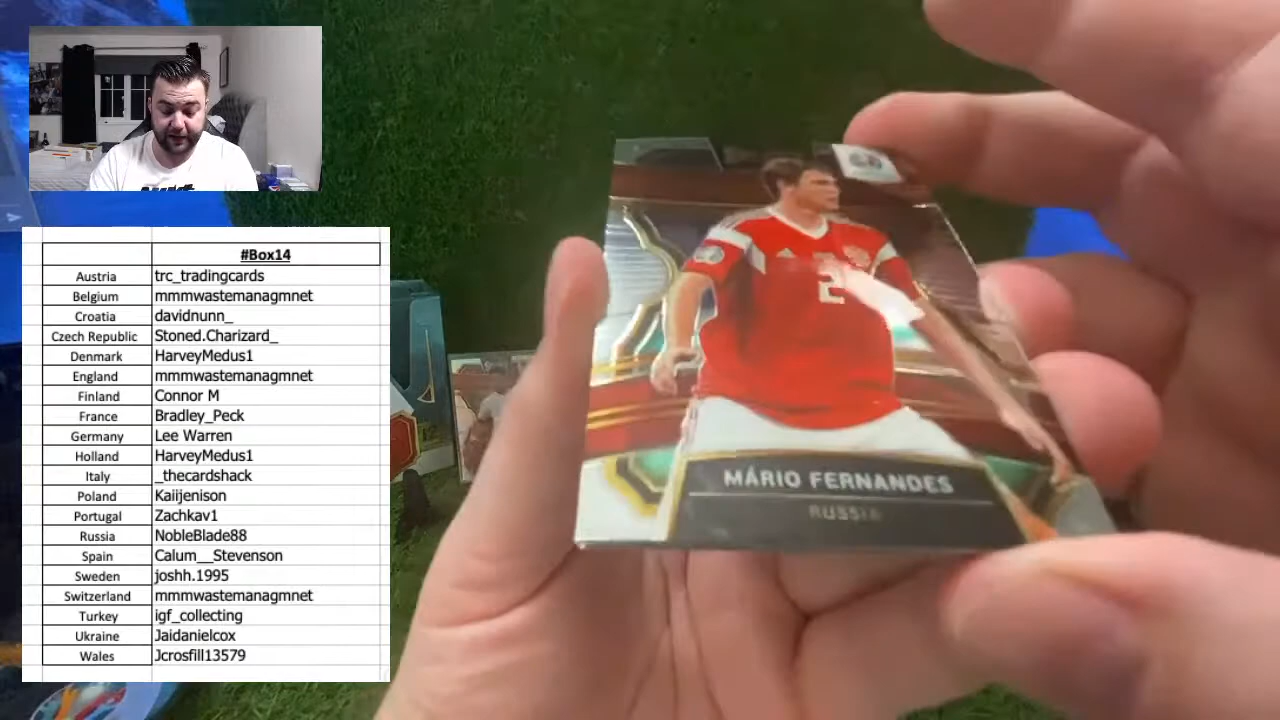 #Box14
Austria trc_tradingcards
Belgium mmmwastemanagmnet
Croatia davidnunn_
Czech Republic Stoned.Charizard_
Denmark HarveyMedus1
England mmmwastemanagmnet
Finland Connor M
France Bradley_Peck
Germany Lee Warren
Holland HarveyMedus1
Italy _thecardshack
Poland Kaiijenison
Portugal Zachkav1
Russia NobleBlade88
Spain Calum__Stevenson
Sweden joshh.1995
Switzerland mmmwastemanagmnet
Turkey igf_collecting
Ukraine Jaidanielcox
Wales Jcrosfill13579
2
MÁRIO FERNANDES
RUSSIA